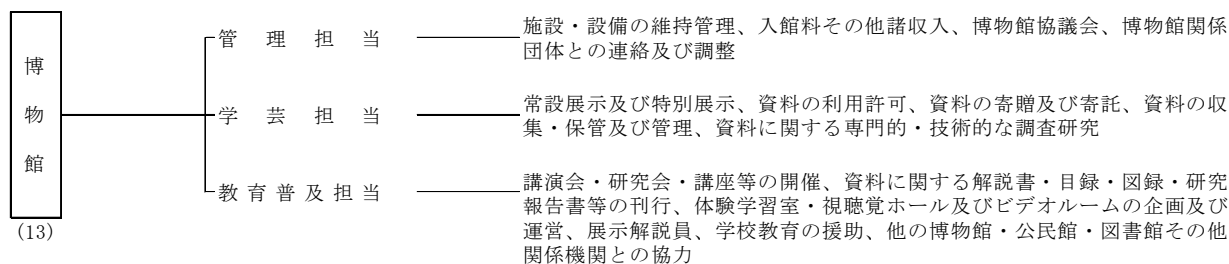 博物館
(13)
管理担当
施設・設備の維持管理、入館料その他諸収入、博物館協議会、博物館関係
団体との連絡及び調整
学芸担当
常設展示及び特別展示、資料の利用許可、資料の寄贈及び寄託、資料の収
集・保管及び管理、資料に関する専門的・技術的な調査研究
教育普及担当
講演会・研究会・講座等の開催、資料に関する解説書・目録・図録・研究
報告書等の刊行、体験学習室・視聴覚ホール及びビデオルームの企画及び
運営、展示解説員、学校教育の援助、他の博物館・公民館・図書館その他
関係機関との協力